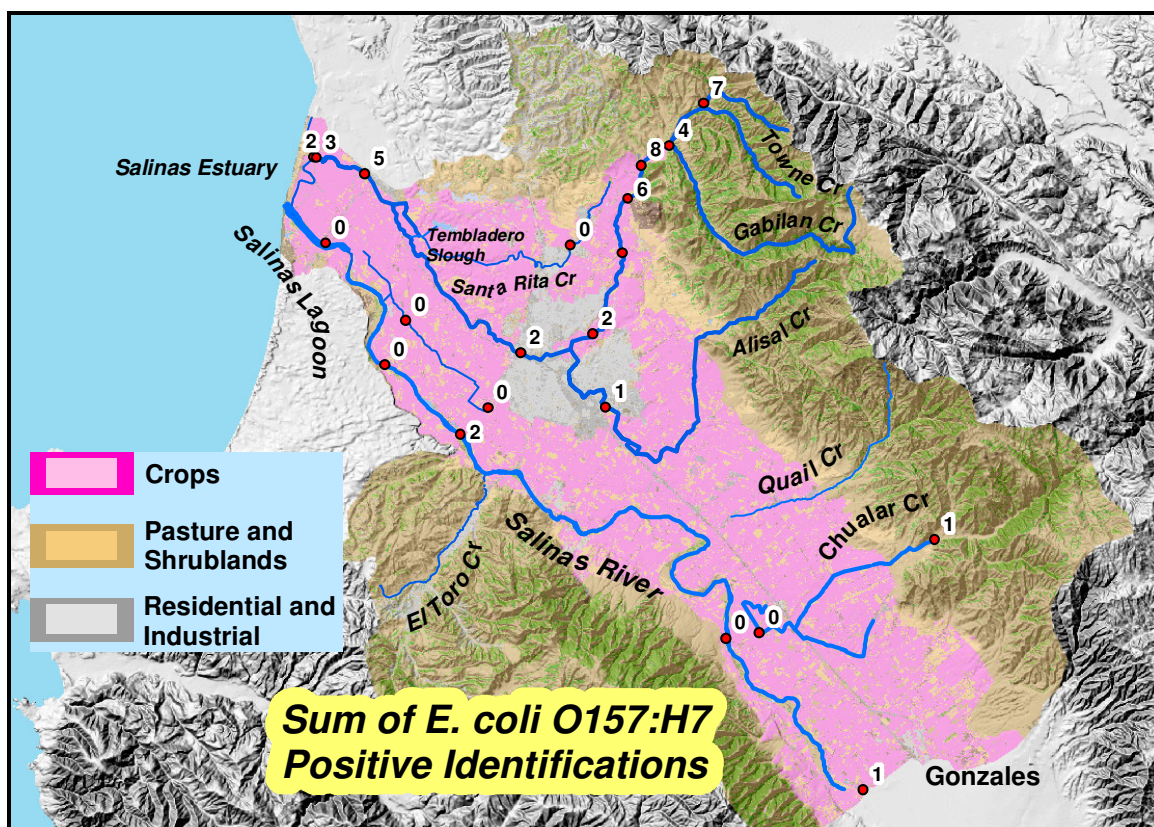 7
4
Towne Cr
2
3
8
5
Salinas Estuary
6
Gabilan Cr
0
0
Tembladero
Slough
Salinas Lagoon
Santa Rita Cr
0
2
Alisal Cr
0
2
0
1
2
Crops
Quail Cr
Pasture and
Shrublands
Salinas River
Chualar Cr
1
El Toro Cr
Residential and
Industrial
0
0
Sum of E. coli O157:H7
Positive Identifications
Gonzales
1